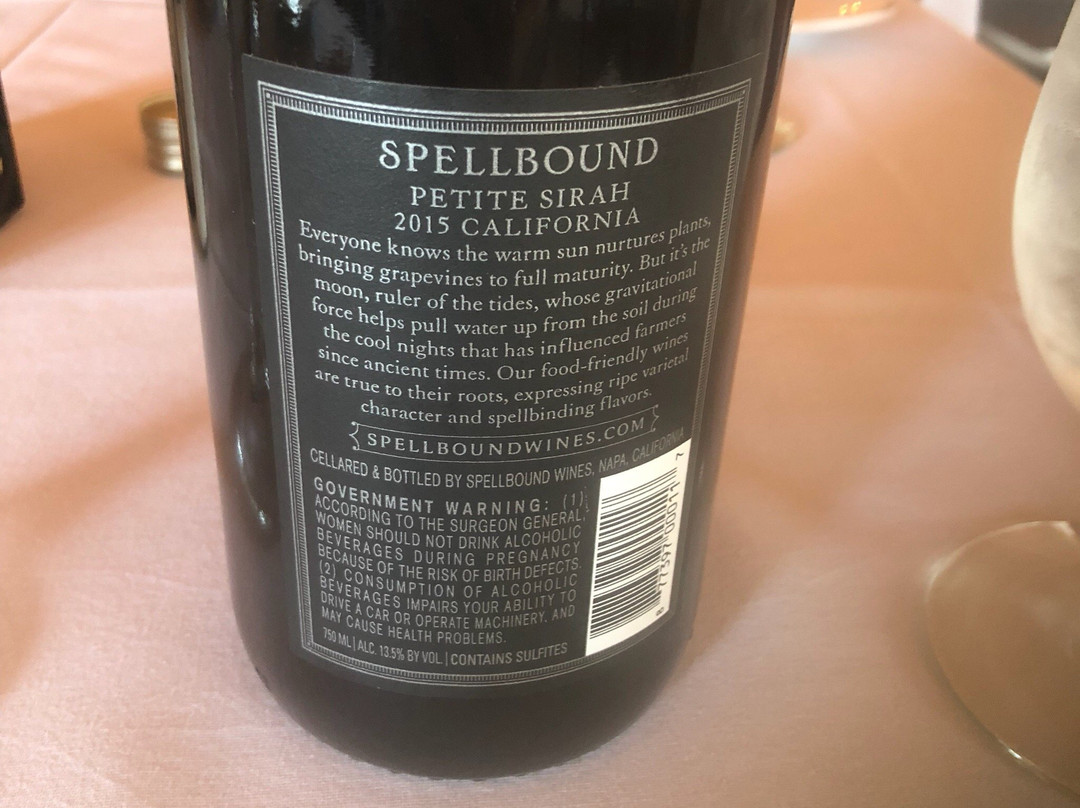 SPELLBOUND
PETITE SIRAH
2015 CALIFORNIA
Everyone knows the warm sun nurtures plants,
bringing grapevines to full maturity. But it's the
moon, ruler of the tides, whose gravitational
force helps pull water up from the soil during
the cool nights that has influenced farmers
since ancient times. Our food-friendly wines
are true to their roots, expressing ripe varietal
character and spellbinding flavors.
SPELLBOUNDWINES.COM
CELLARED & BOTTLED BY SPELLBOUND WINES, NAPA, CALIFORNIA
GOVERNMENT WARNING: (1)
ACCORDING TO THE SURGEON GENERAL,
WOMEN SHOULD NOT DRINK ALCOHOLIC
BEVERAGES DURING PREGNANCY
BECAUSE OF THE RISK OF BIRTH DEFECTS.
(2) CONSUMPTION OF ALCOHOLIC
BEVERAGES IMPAIRS YOUR ABILITY TO
DRIVE A CAR OR OPERATE MACHINERY, AND
MAY CAUSE HEALTH PROBLEMS.
750 ML | ALC. 13.5% BY VOL. | CONTAINS SULFITES
8 77397 00011 7